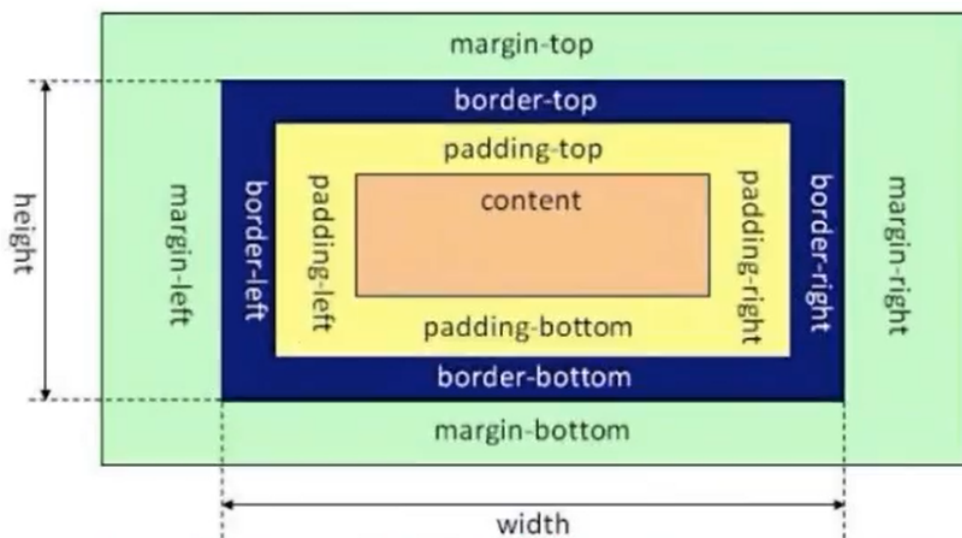 margin-top
border-top
padding-top
content
height
margin-left
border-left
padding-left
padding-right
border-right
margin-right
padding-bottom
border-bottom
margin-bottom
width